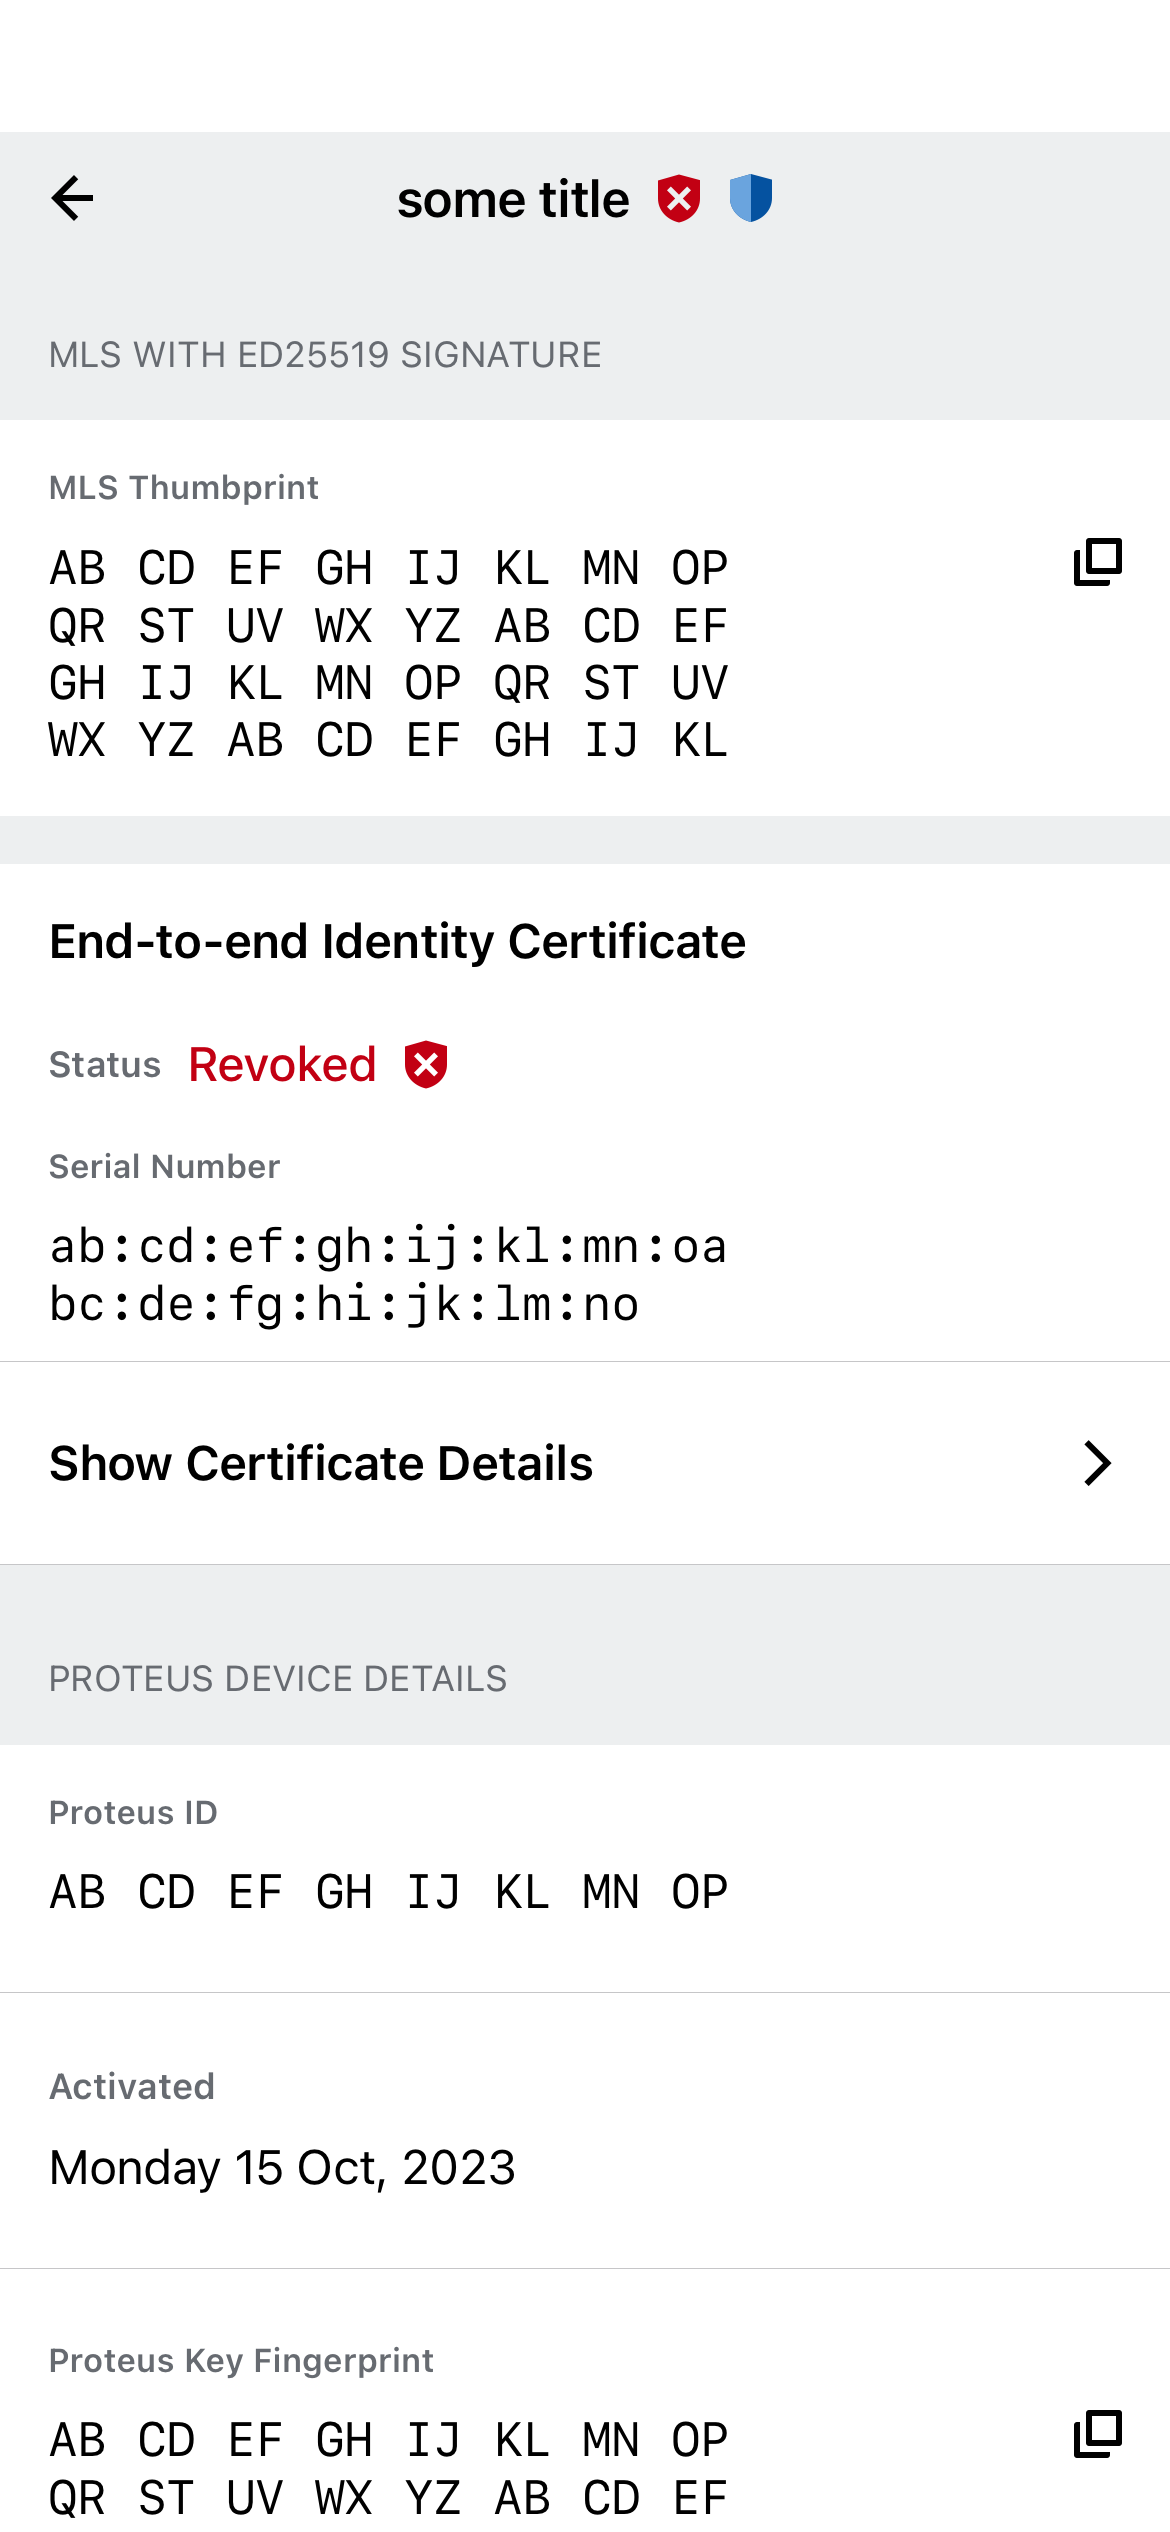 some title
MLS WITH ED25519 SIGNATURE
MLS Thumbprint
AB CD EF GH IJ KL MN OP
QR ST UV WX YZ AB CD EF
GH IJ KL MN OP QR ST UV
WX YZ AB CD EF GH IJ KL
End-to-end Identity Certificate
Status Revoked
Serial Number
ab:cd:ef:gh:ij:kl:mn:oa
bc:de:fg:hi:jk:lm:no
Show Certificate Details
PROTEUS DEVICE DETAILS
Proteus ID
AB CD EF GH IJ KL MN OP
Activated
Monday 15 Oct, 2023
Proteus Key Fingerprint
AB CD EF GH IJ KL MN OP
QR ST UV WX YZ AB CD EF